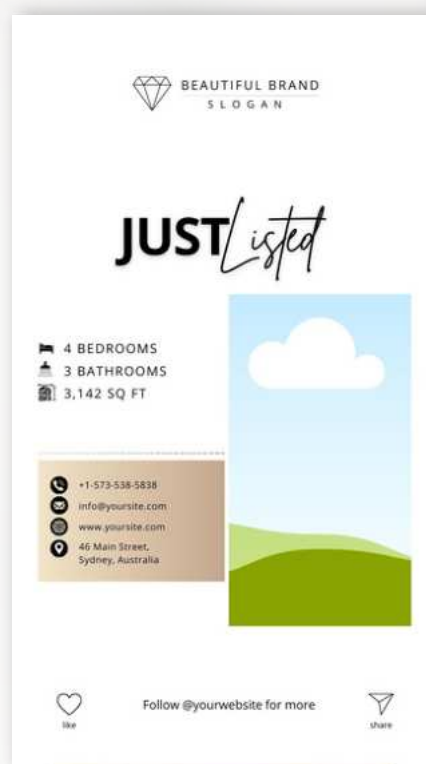 BEAUTIFUL BRAND
SLOGAN
JUST Listed
4 BEDROOMS
3 BATHROOMS
3,142 SQ FT
+1-573-538-5838
info@yoursite.com
www.yoursite.com
46 Main Street,
Sydney, Australia
like
Follow @yourwebsite for more
share